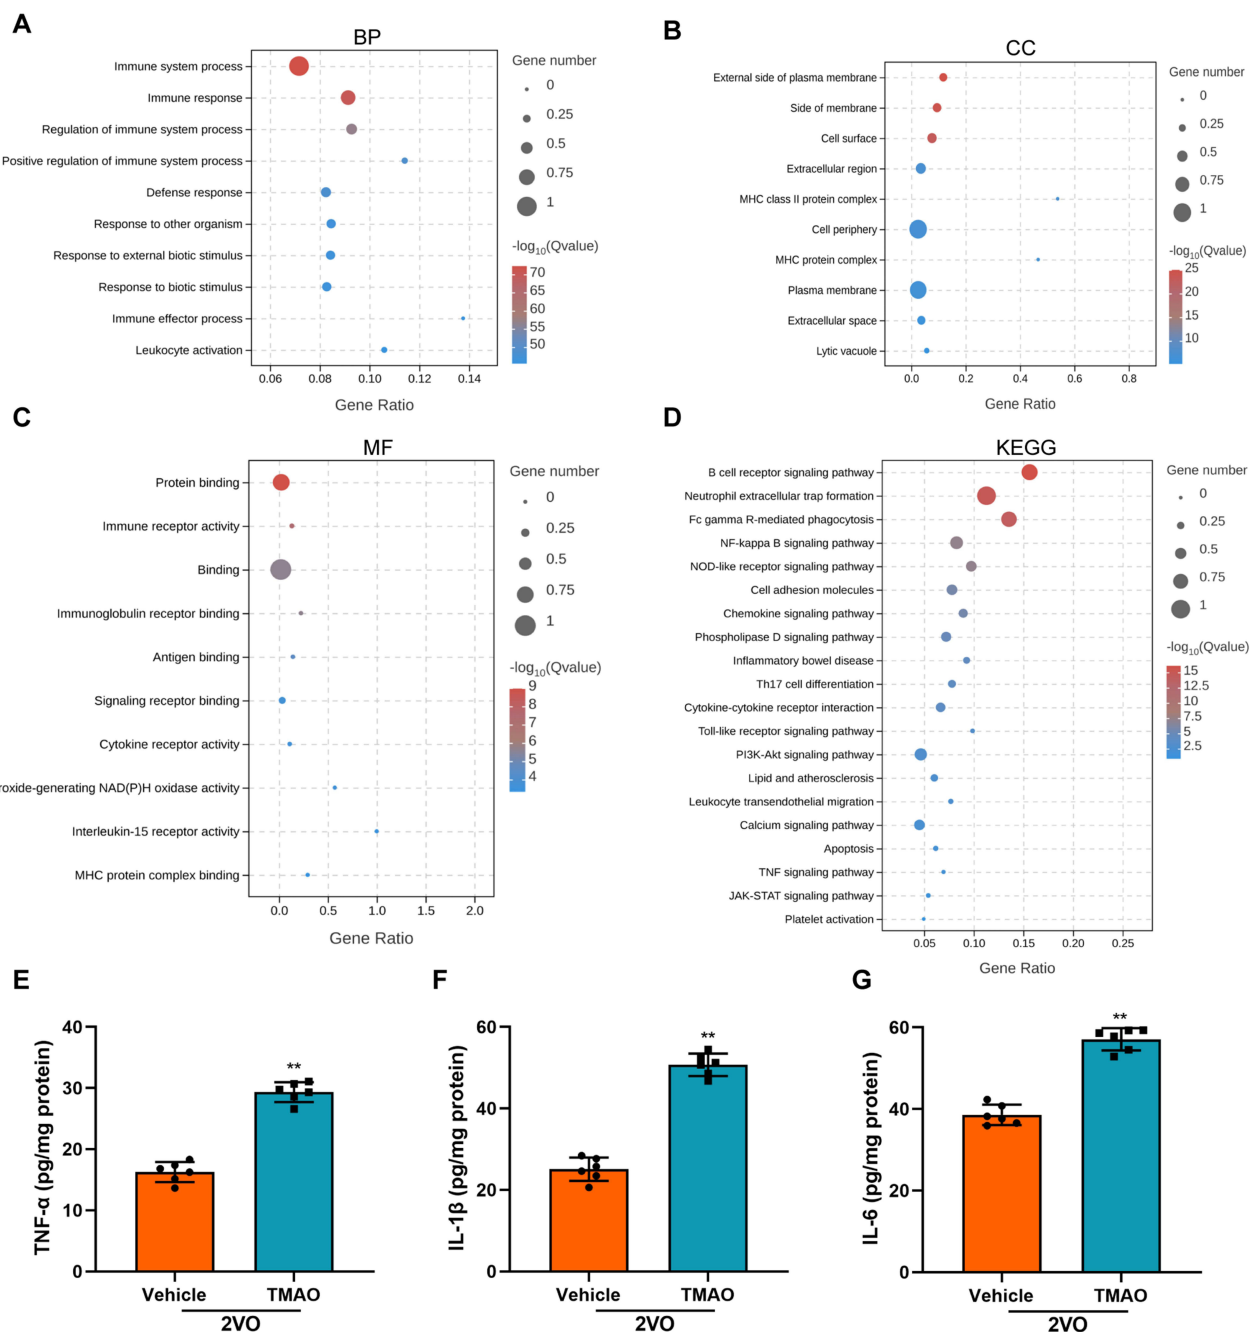 A
BP
Immune system process
Immune response
Regulation of immune system process
Positive regulation of immune system process
Defense response
Response to other organism
Response to external biotic stimulus
Response to biotic stimulus
Immune effector process
Leukocyte activation
0.06 0.08 0.10 0.12 0.14
Gene Ratio
Gene number
0
0.25
0.5
0.75
1
-log10(Qvalue)
70
65
60
55
50
B
CC
External side of plasma membrane
Side of membrane
Cell surface
Extracellular region
MHC class II protein complex
Cell periphery
MHC protein complex
Plasma membrane
Extracellular space
Lytic vacuole
0.0 0.2 0.4 0.6 0.8
Gene Ratio
Gene number
0
0.25
0.5
0.75
1
-log10(Qvalue)
25
20
15
10
C
MF
Protein binding
Immune receptor activity
Binding
Immunoglobulin receptor binding
Antigen binding
Signaling receptor binding
Cytokine receptor activity
roxide-generating NAD(P)H oxidase activity
Interleukin-15 receptor activity
MHC protein complex binding
0.0 0.5 1.0 1.5 2.0
Gene Ratio
Gene number
0
0.25
0.5
0.75
1
-log10(Qvalue)
9
8
7
6
5
4
D
KEGG
B cell receptor signaling pathway
Neutrophil extracellular trap formation
Fc gamma R-mediated phagocytosis
NF-kappa B signaling pathway
NOD-like receptor signaling pathway
Cell adhesion molecules
Chemokine signaling pathway
Phospholipase D signaling pathway
Inflammatory bowel disease
Th17 cell differentiation
Cytokine-cytokine receptor interaction
Toll-like receptor signaling pathway
PI3K-Akt signaling pathway
Lipid and atherosclerosis
Leukocyte transendothelial migration
Calcium signaling pathway
Apoptosis
TNF signaling pathway
JAK-STAT signaling pathway
Platelet activation
0.05 0.10 0.15 0.20 0.25
Gene Ratio
Gene number
0
0.25
0.5
0.75
1
-log10(Qvalue)
15
12.5
10
7.5
5
2.5
E
TNF-α (pg/mg protein)
40
30
20
10
0
**
Vehicle TMAO
2VO
F
IL-1β (pg/mg protein)
60
40
20
0
**
Vehicle TMAO
2VO
G
IL-6 (pg/mg protein)
60
40
20
0
**
Vehicle TMAO
2VO